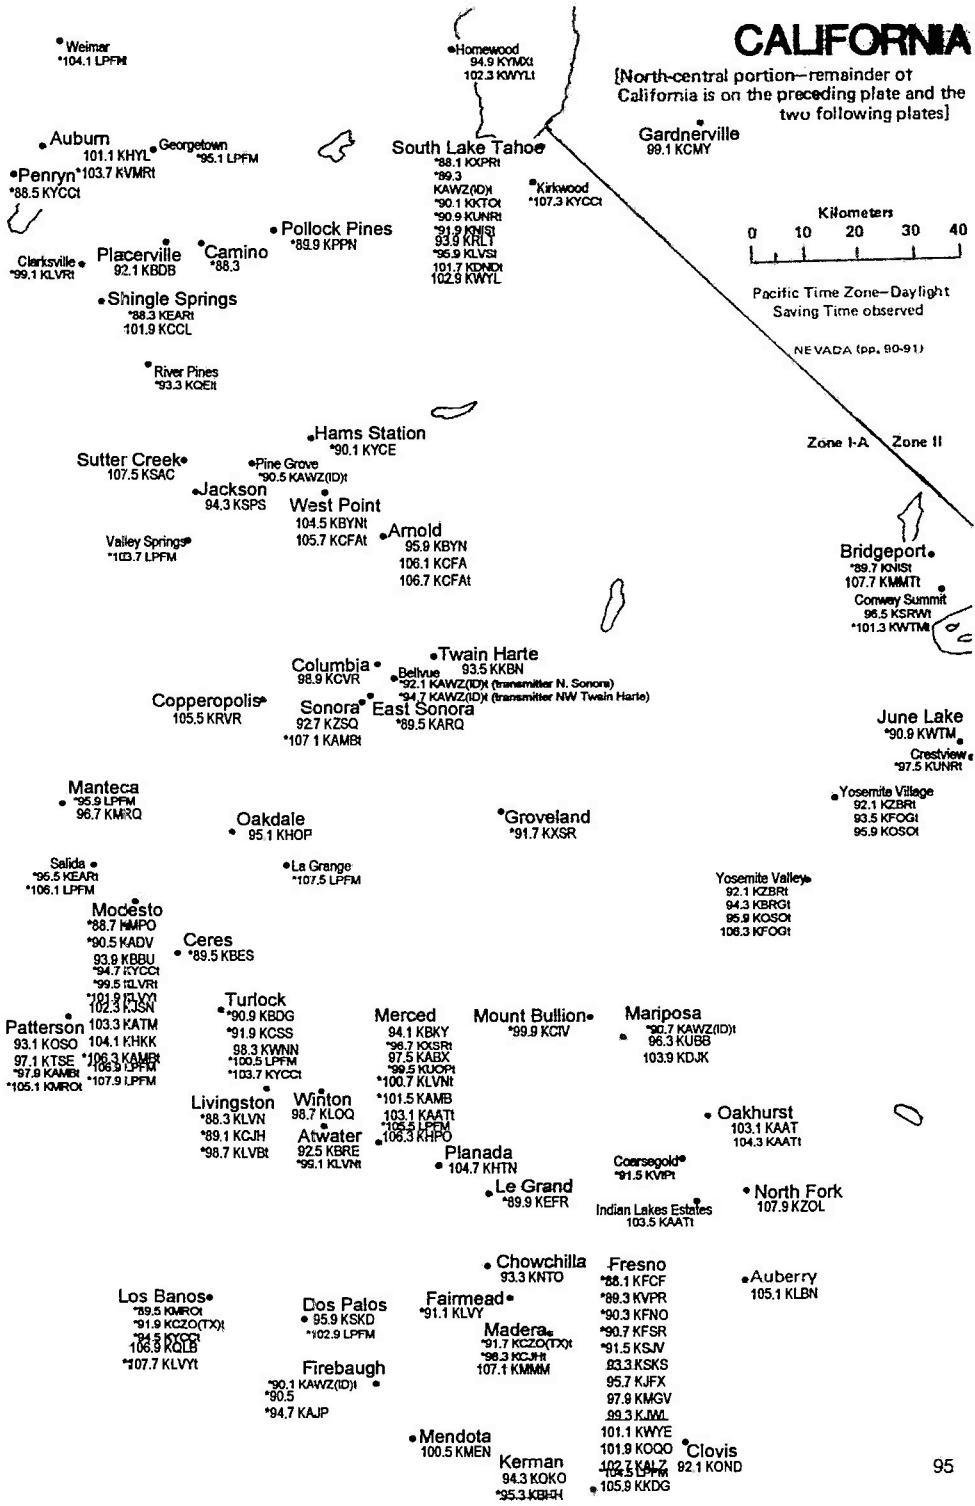 CALIFORNIA
[North-central portion—remainder of
California is on the preceding plate and the
two following plates]
Weimar
*104.1 LPFM
Homewood
94.9 KYMXt
102.3 KWYLt
Gardnerville
99.1 KCMY
Auburn
101.1 KHYL
*103.7 KVMRt
Georgetown
*95.1 LPFM
Penryn
*88.5 KYCCt
South Lake Tahoe
*88.1 KXPRt
*89.3
KAWZ(ID)t
*90.1 KKTOt
*90.9 KUNRt
*91.9 KNISt
93.9 KRLT
*95.9 KLVSt
101.7 KDNDt
102.9 KWYL
Kirkwood
*107.3 KYCCt
Kilometers
0 10 20 30 40
Pacific Time Zone—Daylight
Saving Time observed
NEVADA (pp. 90-91)
Zone I-A Zone II
Pollock Pines
*89.9 KPPN
Clarksville
*99.1 KLVRt
Placerville
92.1 KBDB
Camino
*88.3
Shingle Springs
*88.3 KEARt
101.9 KCCL
River Pines
*93.3 KQEIt
Hams Station
*90.1 KYCE
Sutter Creek
107.5 KSAC
Pine Grove
*90.5 KAWZ(ID)t
Jackson
94.3 KSPS
West Point
104.5 KBYNt
105.7 KCFAt
Valley Springs
*103.7 LPFM
Arnold
95.9 KBYN
106.1 KCFA
106.7 KCFAt
Bridgeport
*89.7 KNISt
107.7 KMMTt
Conway Summit
96.5 KSRWt
*101.3 KWTMt
Columbia
98.9 KCVR
Twain Harte
93.5 KKBN
Bellvue
*92.1 KAWZ(ID)t (transmitter N. Sonora)
*94.7 KAWZ(ID)t (transmitter NW Twain Harte)
Copperopolis
105.5 KRVR
Sonora
92.7 KZSQ
*107 1 KAMBt
East Sonora
*89.5 KARQ
June Lake
*90.9 KWTM
Crestview
*97.5 KUNRt
Manteca
*95.9 LPFM
96.7 KMRQ
Oakdale
95.1 KHOP
Groveland
*91.7 KXSR
Yosemite Village
92.1 KZBRt
93.5 KFOGt
95.9 KOSOt
Salida
*95.5 KEARt
*106.1 LPFM
La Grange
*107.5 LPFM
Yosemite Valley
92.1 KZBRt
94.3 KBRGt
95.9 KOSOt
106.3 KFOGt
Modesto
*88.7 HMPO
*90.5 KADV
93.9 KBBU
*94.7 KYCCt
*99.5 KLVRt
*101.9 KLVYt
102.3 KJSN
103.3 KATM
104.1 KHKK
*106.3 KAMBt
*106.9 LPFM
*107.9 LPFM
Ceres
*89.5 KBES
Patterson
93.1 KOSO
97.1 KTSE
*97.9 KAMBt
*105.1 KMROt
Turlock
*90.9 KBDG
*91.9 KCSS
98.3 KWNN
*100.5 LPFM
*103.7 KYCCt
Merced
94.1 KBKY
*96.7 KXSRt
97.5 KABX
*99.5 KUOPt
*100.7 KLVNt
*101.5 KAMB
103.1 KAATt
*105.5 LPFM
*106.3 KHPO
Mount Bullion
*99.9 KCIV
Mariposa
*90.7 KAWZ(ID)t
96.3 KUBB
103.9 KDJK
Livingston
*88.3 KLVN
*89.1 KCJH
*98.7 KLVBt
Winton
98.7 KLOQ
Atwater
92.5 KBRE
*99.1 KLVNt
Planada
104.7 KHTN
Oakhurst
103.1 KAAT
104.3 KAATt
Coarsegold
*91.5 KVPt
Le Grand
*89.9 KEFR
Indian Lakes Estates
103.5 KAATt
North Fork
107.9 KZOL
Chowchilla
93.3 KNTO
Fresno
*88.1 KFCF
*89.3 KVPR
*90.3 KFNO
*90.7 KFSR
*91.5 KSJV
93.3 KSKS
95.7 KJFX
97.9 KMGV
99.3 KJWL
101.1 KWYE
101.9 KOQO
102.7 KALZ
*104.5 LPFM
105.9 KKDG
Auberry
105.1 KLBN
Los Banos
*89.5 KMROt
*91.9 KCZO(TX)t
*94.5 KYCCt
106.9 KQLB
*107.7 KLVYt
Dos Palos
95.9 KSKD
*102.9 LPFM
Fairmead
*91.1 KLVY
Madera
*91.7 KCZO(TX)t
*98.3 KCJHt
107.1 KMMM
Firebaugh
*90.1 KAWZ(ID)t
*90.5
*94.7 KAJP
Mendota
100.5 KMEN
Kerman
94.3 KOKO
*95.3 KBHH
Clovis
92.1 KOND
95